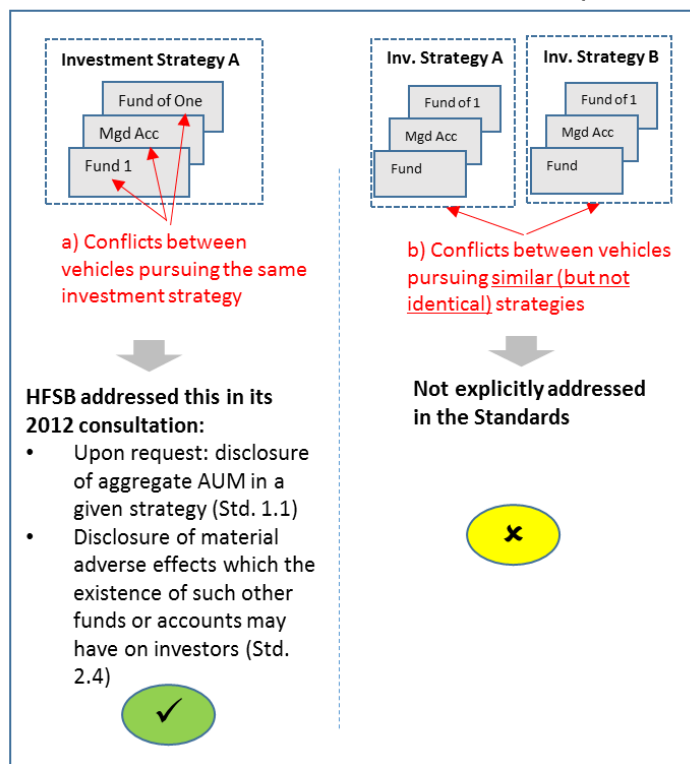 Investment Strategy A
Fund of One
Mgd Acc
Fund 1
a) Conflicts between
vehicles pursuing the same
investment strategy
HFSB addressed this in its
2012 consultation:
• Upon request: disclosure
of aggregate AUM in a
given strategy (Std. 1.1)
• Disclosure of material
adverse effects which the
existence of such other
funds or accounts may
have on investors (Std.
2.4)
✓
Inv. Strategy A
Fund of 1
Mgd Acc
Fund
Inv. Strategy B
Fund of 1
Mgd Acc
Fund
b) Conflicts between vehicles
pursuing similar (but not
identical) strategies
Not explicitly addressed
in the Standards
✘